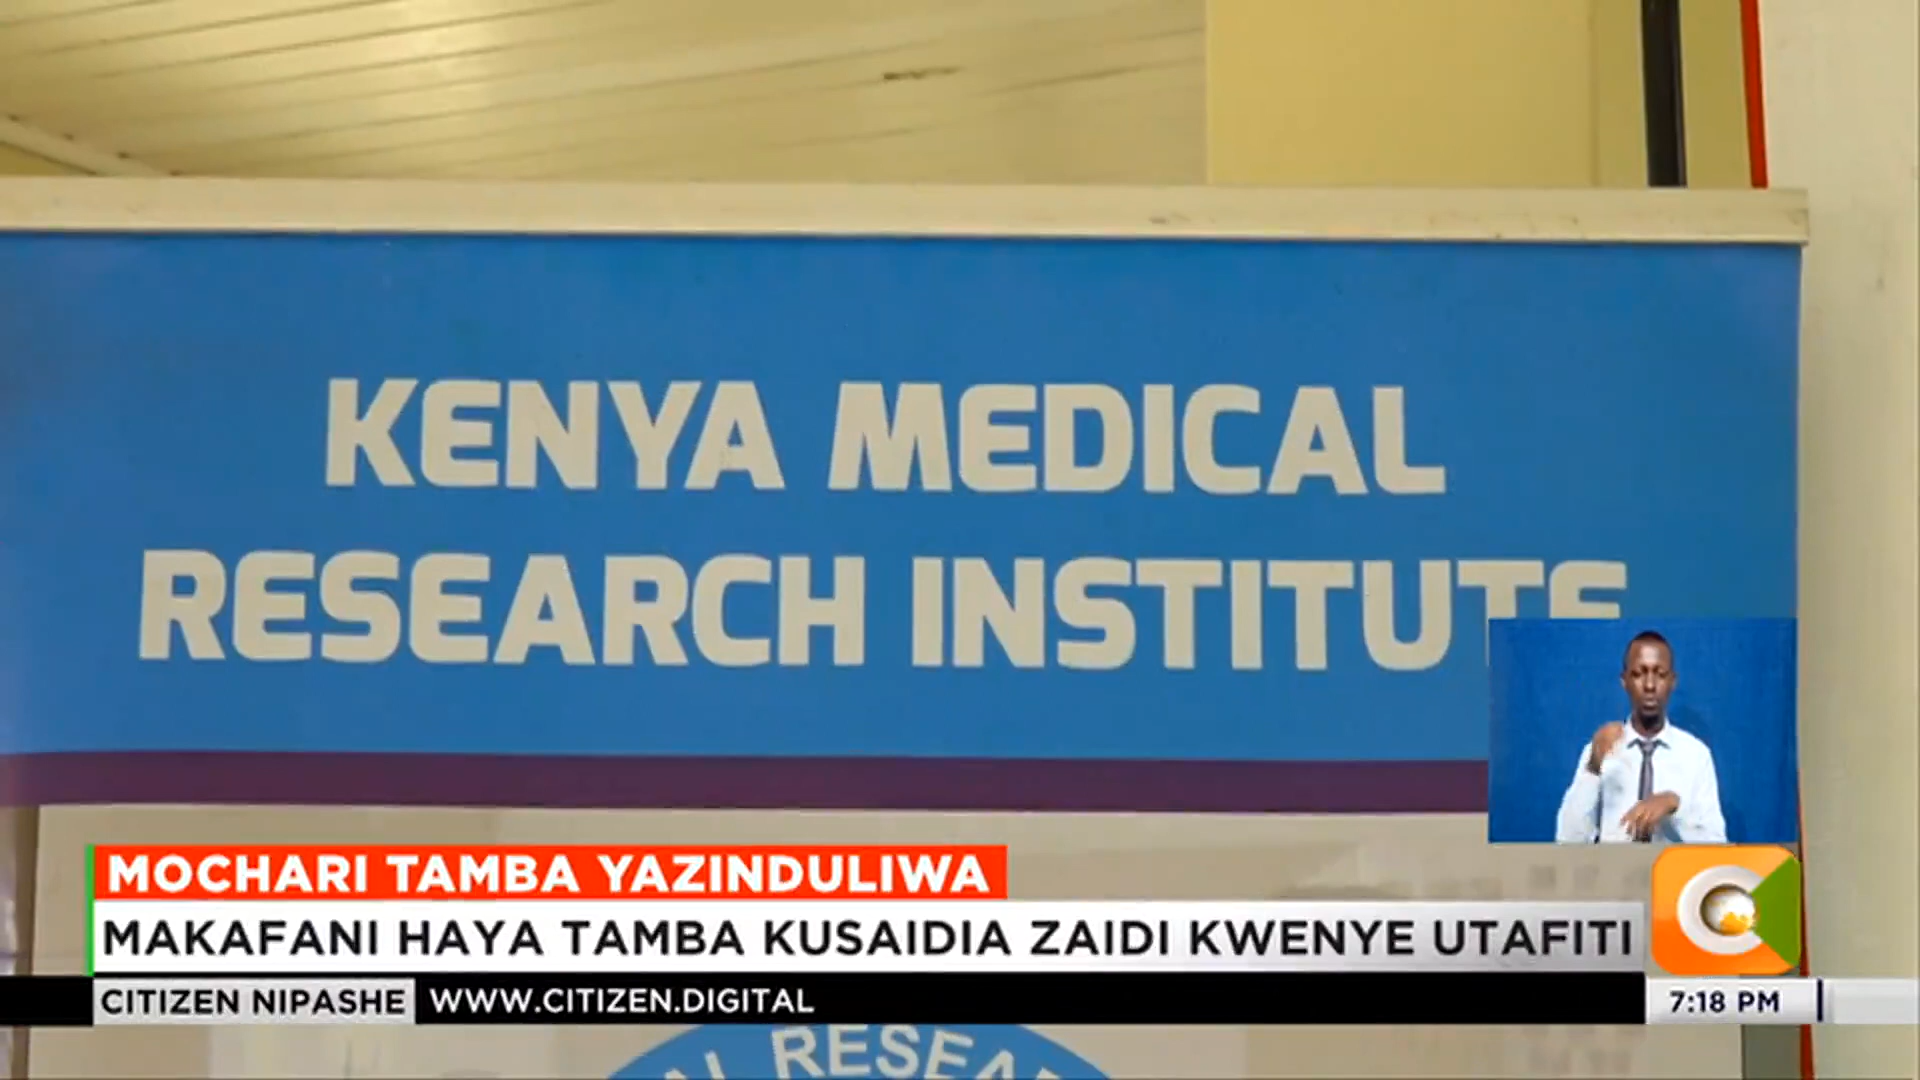 KENYA MEDICAL
RESEARCH INSTITUTE
MOCHARI TAMBA YAZINDULIWA
MAKAFANI HAYA TAMBA KUSAIDIA ZAIDI KWENYE UTAFITI
CITIZEN NIPASHE WWW.CITIZEN.DIGITAL 7:18 PM